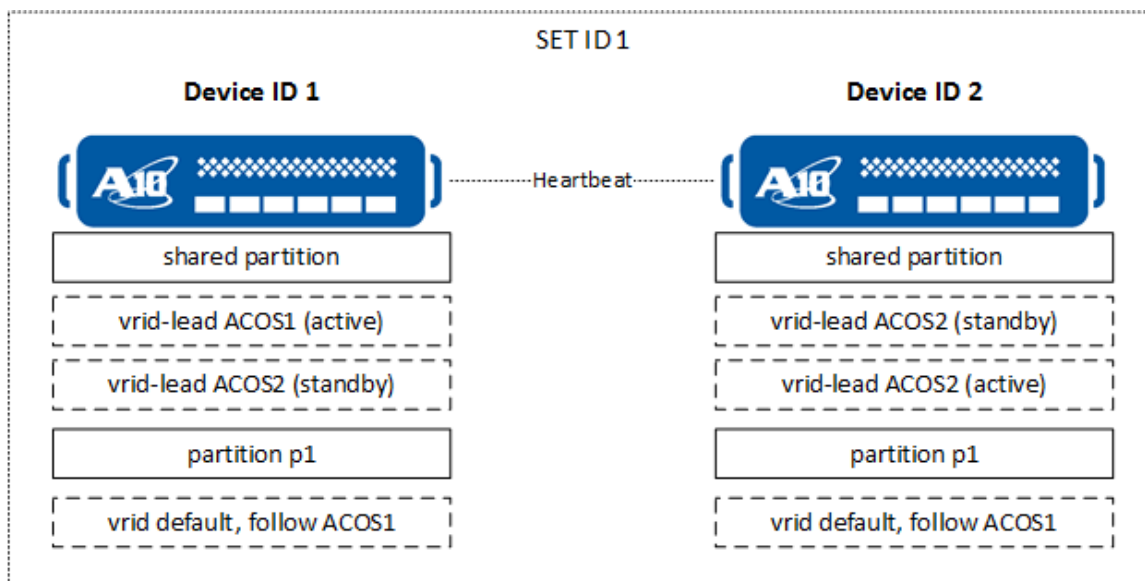 SET ID 1
Device ID 1
Device ID 2
A10
Heartbeat
A10
shared partition
shared partition
vrid-lead ACOS1 (active)
vrid-lead ACOS2 (standby)
vrid-lead ACOS2 (standby)
vrid-lead ACOS2 (active)
partition p1
partition p1
vrid default, follow ACOS1
vrid default, follow ACOS1